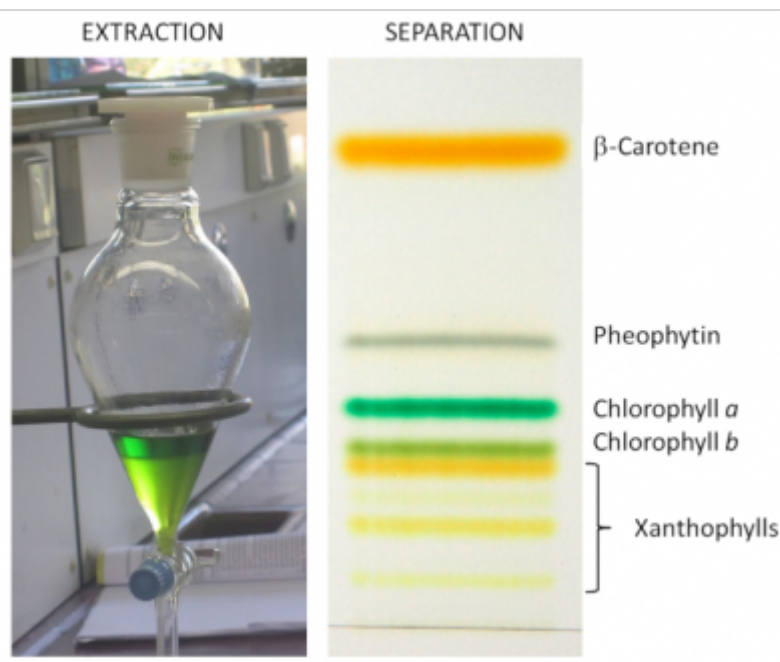 EXTRACTION
SEPARATION
β-Carotene
Pheophytin
Chlorophyll a
Chlorophyll b
Xanthophylls